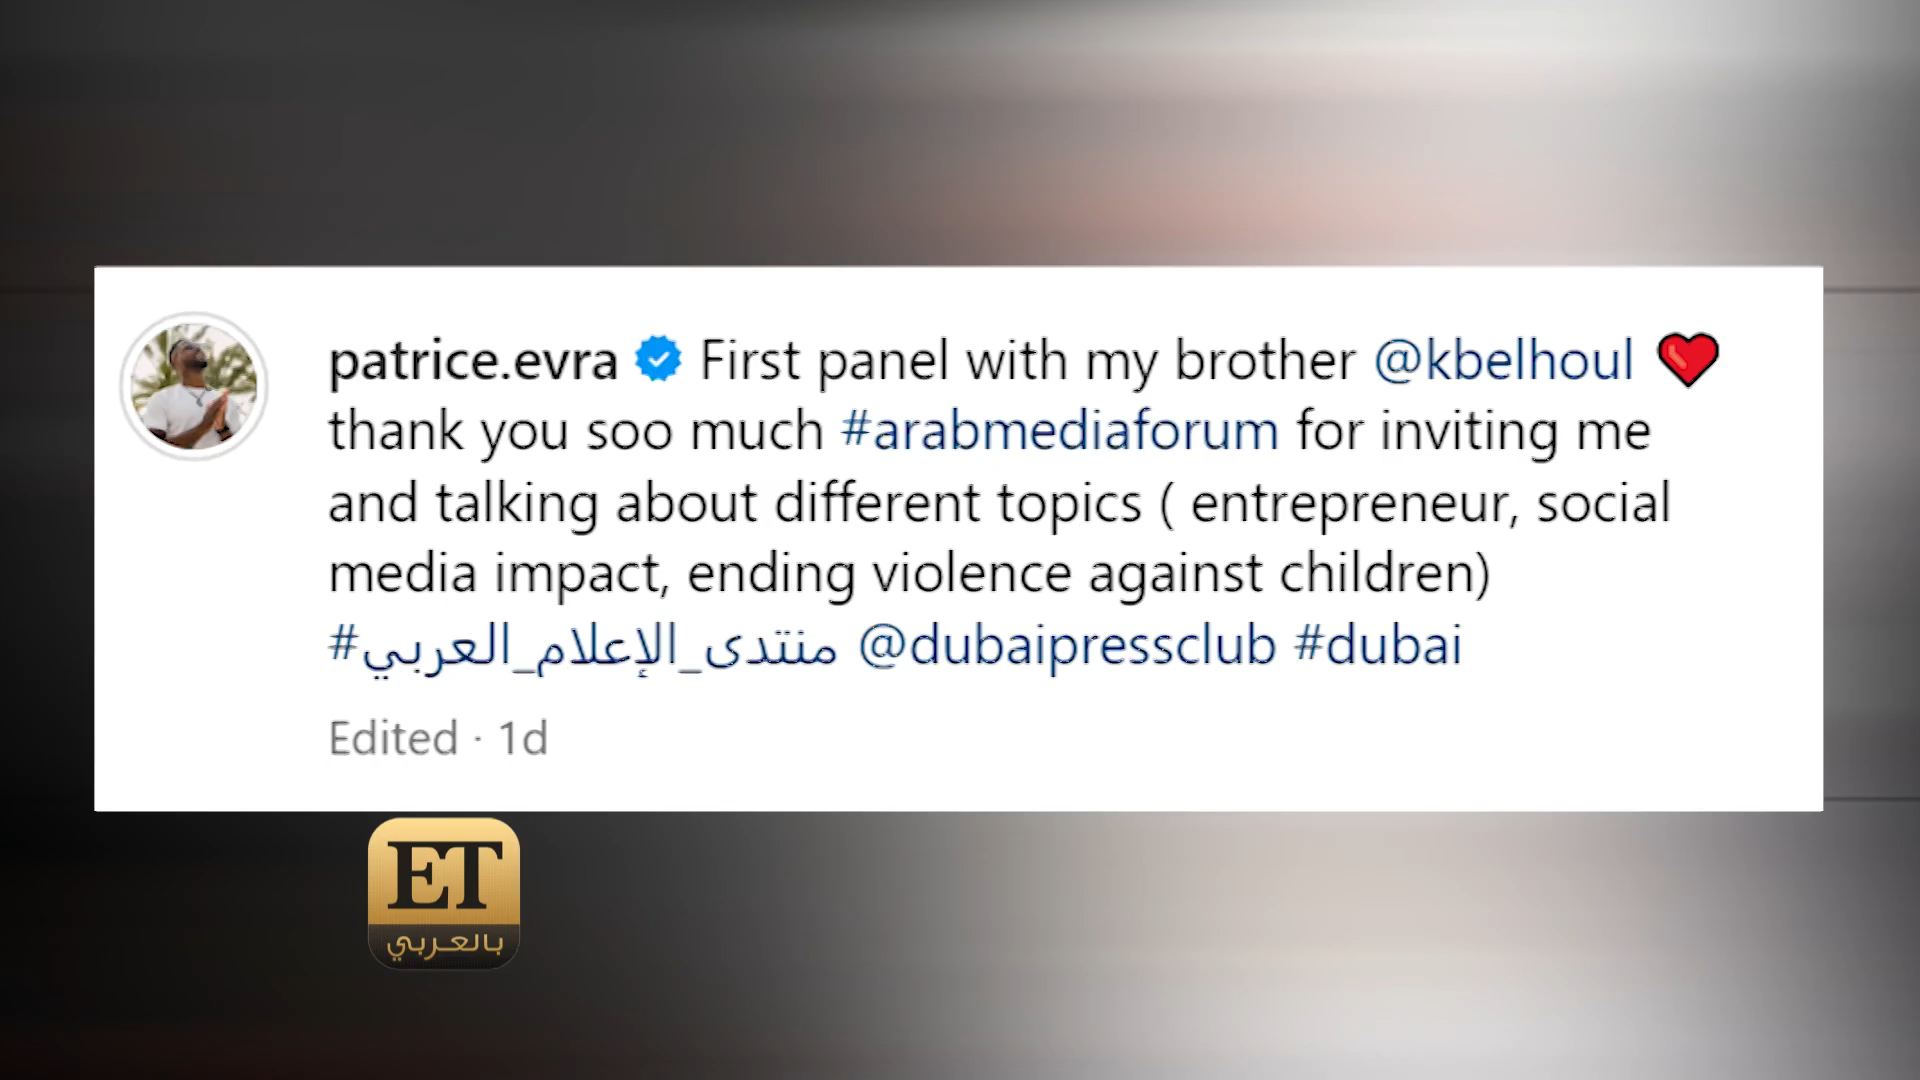 patrice.evra First panel with my brother @kbelhoul ❤️
thank you soo much #arabmediaforum for inviting me
and talking about different topics ( entrepreneur, social
media impact, ending violence against children)
#منتدى_الإعلام_العربي @dubaipressclub #dubai
Edited · 1d
ET
بالعربي